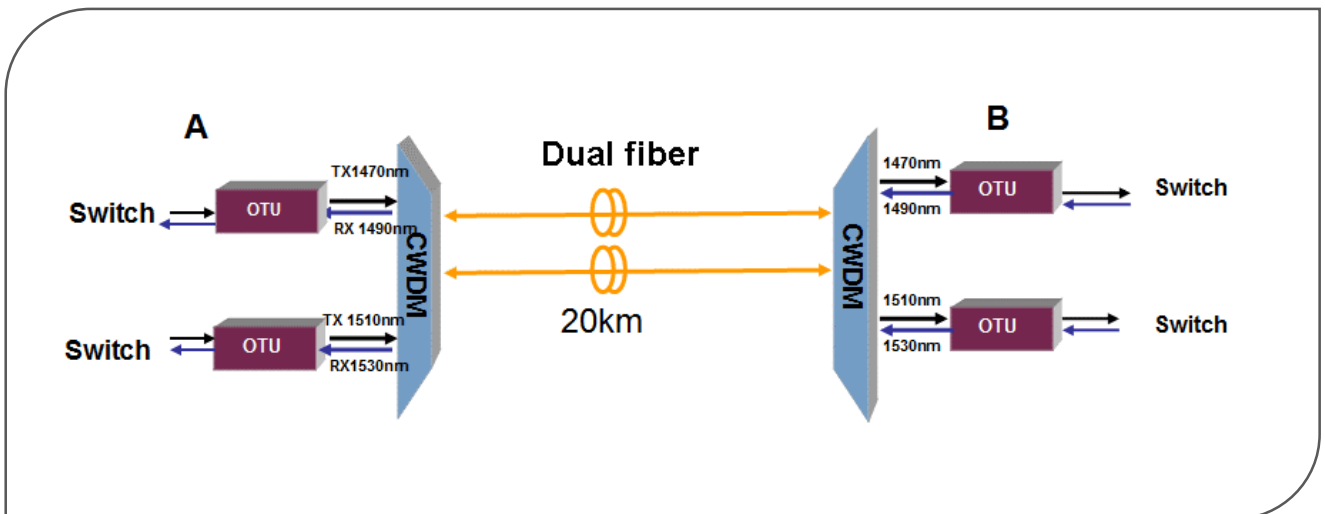 A
B
Dual fiber
TX1470nm
1470nm
Switch
OTU
OTU
Switch
RX 1490nm
1490nm
CWDM
CWDM
TX 1510nm
1510nm
20km
Switch
OTU
OTU
Switch
RX1530nm
1530nm